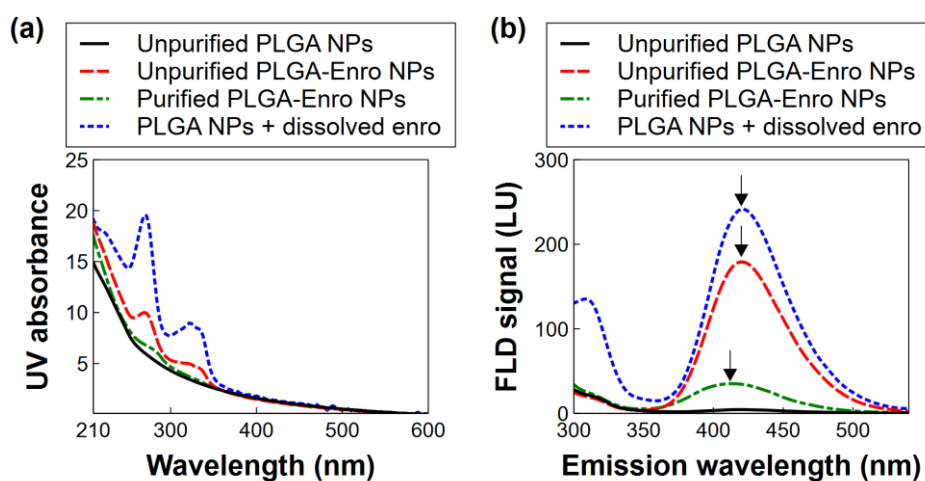 (a)
Unpurified PLGA NPs
Unpurified PLGA-Enro NPs
Purified PLGA-Enro NPs
PLGA NPs + dissolved enro
25
20
15
10
5
210
300
400
500
600
UV absorbance
Wavelength (nm)
(b)
Unpurified PLGA NPs
Unpurified PLGA-Enro NPs
Purified PLGA-Enro NPs
PLGA NPs + dissolved enro
300
200
100
0
300
400
500
FLD signal (LU)
Emission wavelength (nm)